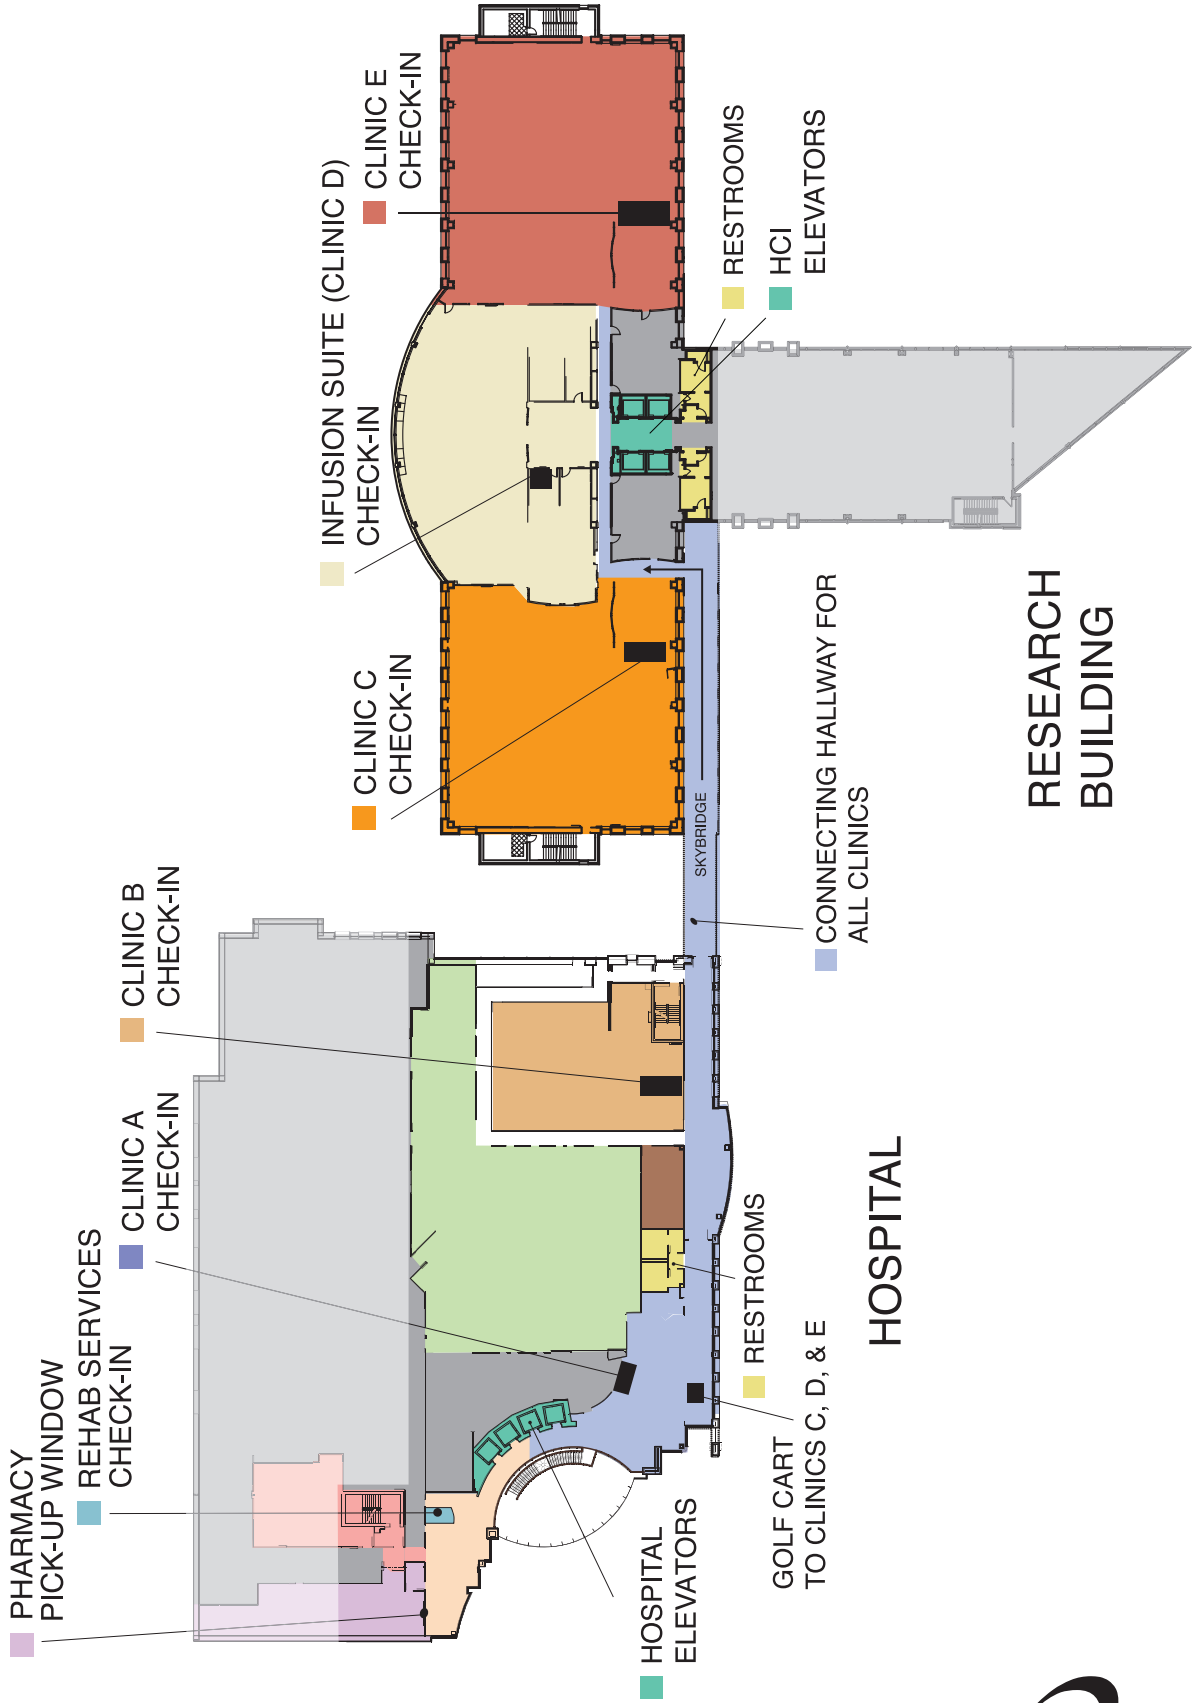 PHARMACY
PICK-UP WINDOW
REHAB SERVICES
CHECK-IN
CLINIC A
CHECK-IN
CLINIC B
CHECK-IN
CLINIC C
CHECK-IN
INFUSION SUITE (CLINIC D)
CHECK-IN
CLINIC E
CHECK-IN
RESTROOMS
HCI
ELEVATORS
SKYBRIDGE
CONNECTING HALLWAY FOR
ALL CLINICS
RESEARCH
BUILDING
HOSPITAL
ELEVATORS
GOLF CART
TO CLINICS C, D, & E
RESTROOMS
HOSPITAL